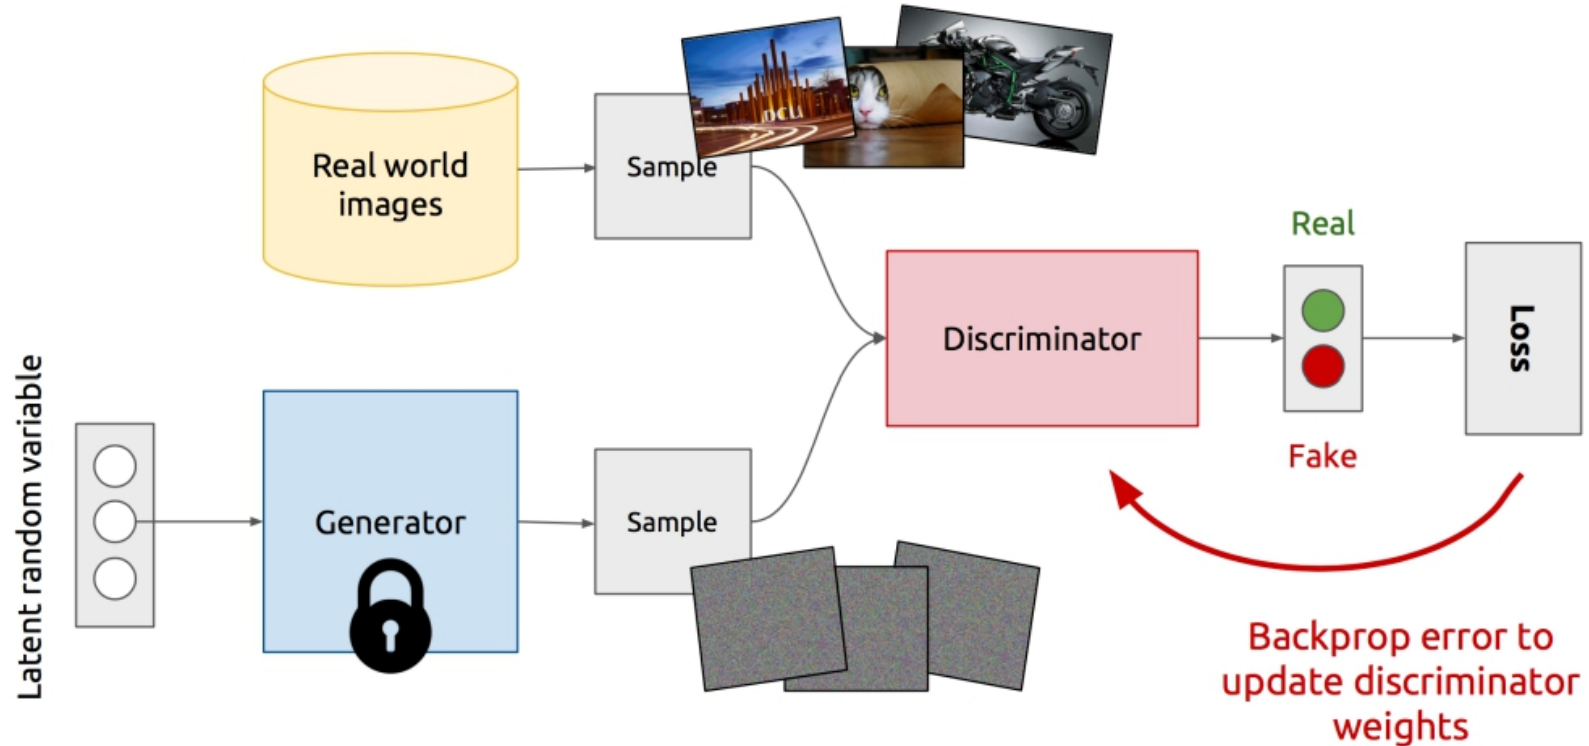 Real world
images
Sample
DCU
Real
Discriminator
Loss
Fake
Latent random variable
Generator
Sample
Backprop error to
update discriminator
weights